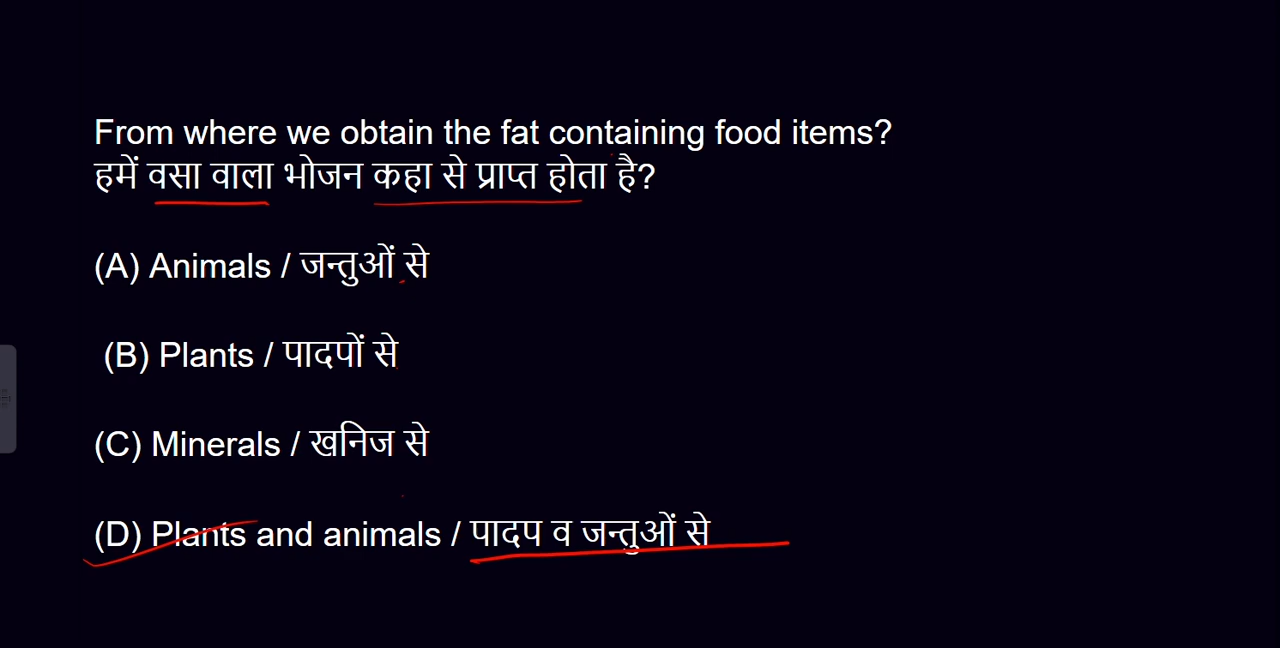 From where we obtain the fat containing food items?
हमें वसा वाला भोजन कहा से प्राप्त होता है?
(A) Animals / जन्तुओं से
(B) Plants / पादपों से
(C) Minerals / खनिज से
(D) Plants and animals / पादप व जन्तुओं से